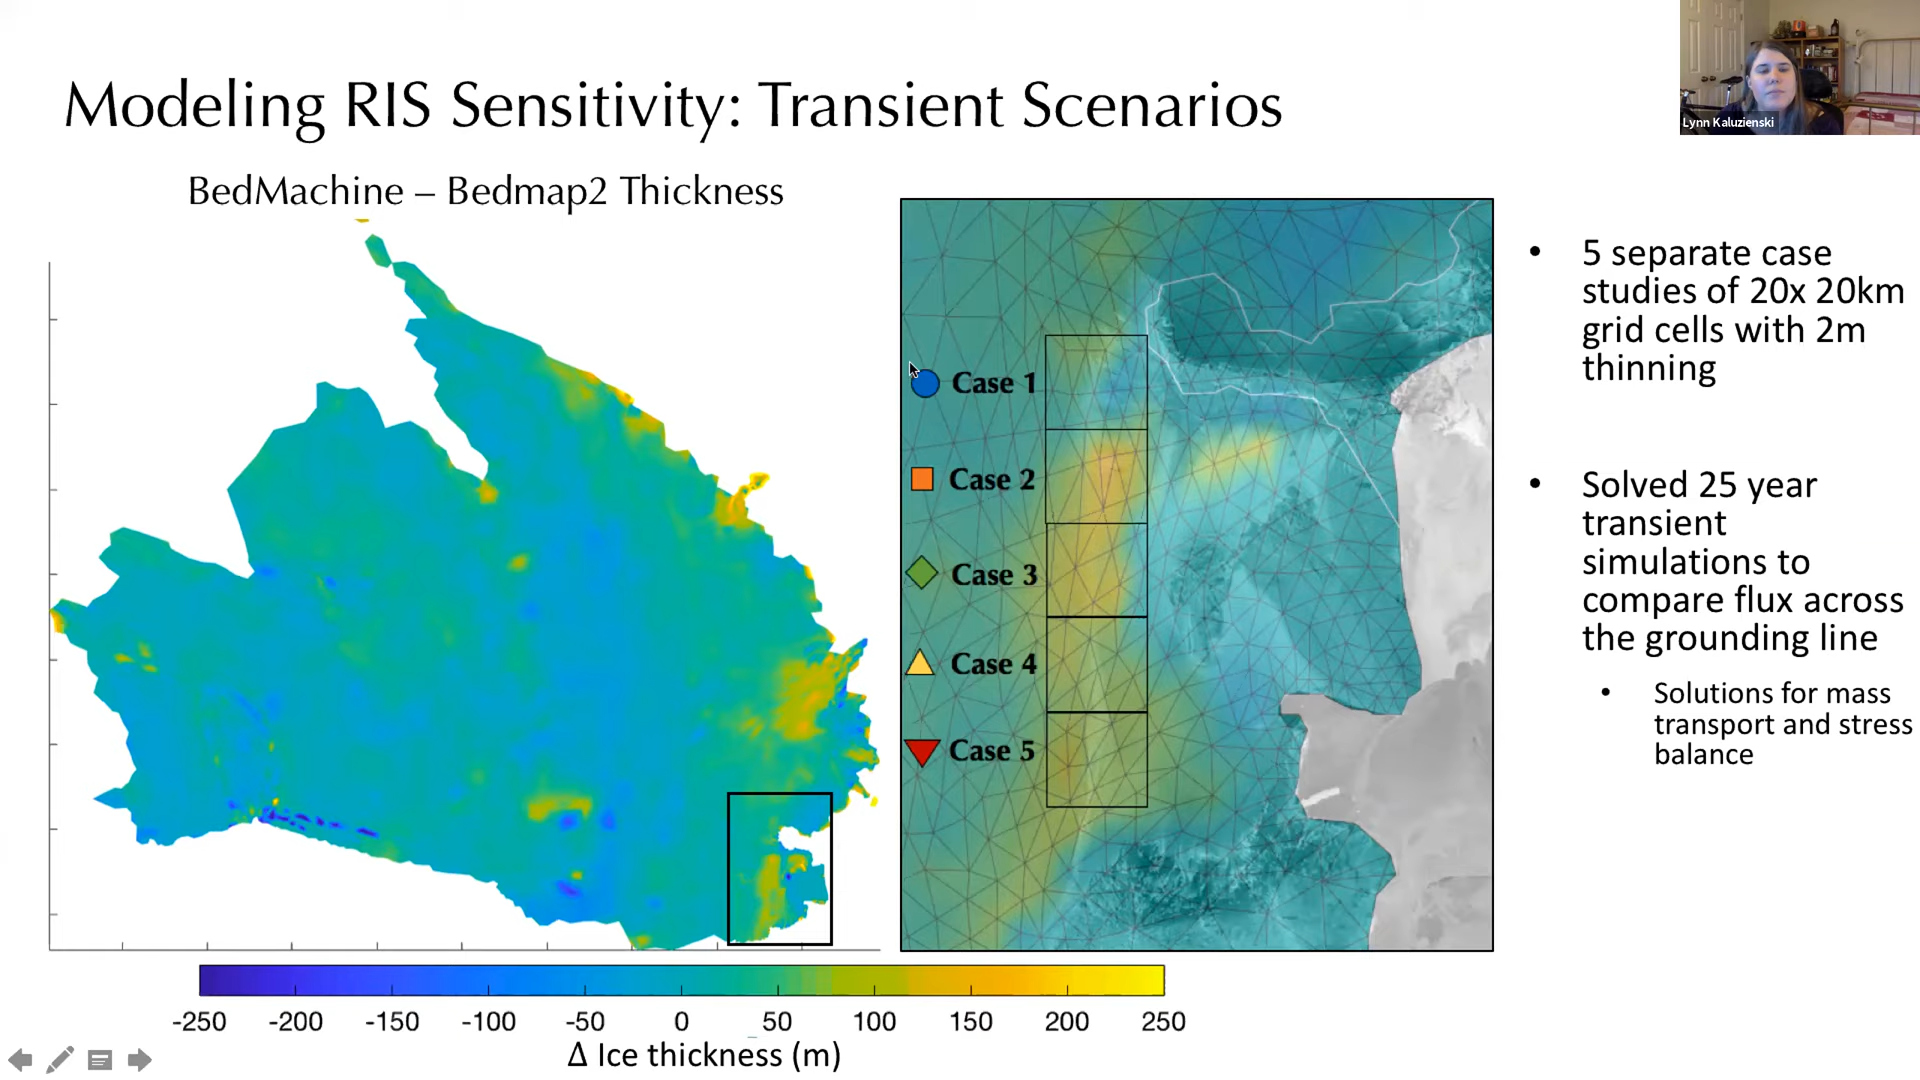 Modeling RIS Sensitivity: Transient Scenarios
Lynn Kaluzienski
BedMachine – Bedmap2 Thickness
Case 1
Case 2
Case 3
Case 4
Case 5
• 5 separate case
studies of 20x 20km
grid cells with 2m
thinning
• Solved 25 year
transient
simulations to
compare flux across
the grounding line
• Solutions for mass
transport and stress
balance
-250 -200 -150 -100 -50 0 50 100 150 200 250
Δ Ice thickness (m)